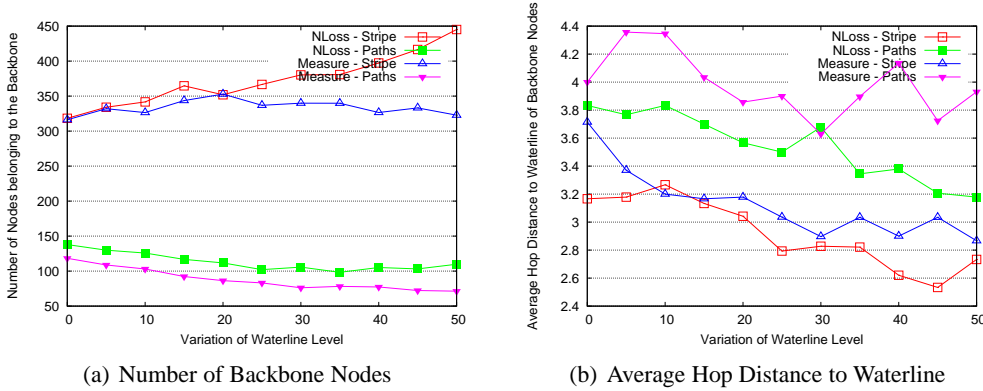 Number of Nodes belonging to the Backbone
450
400
350
300
250
200
150
100
50
0
10
20
30
40
50
Variation of Waterline Level
NLoss - Stripe
NLoss - Paths
Measure - Stripe
Measure - Paths
(a) Number of Backbone Nodes
Average Hop Distance to Waterline of Backbone Nodes
4.4
4.2
4
3.8
3.6
3.4
3.2
3
2.8
2.6
2.4
0
10
20
30
40
50
Variation of Waterline Level
NLoss - Stripe
NLoss - Paths
Measure - Stripe
Measure - Paths
(b) Average Hop Distance to Waterline